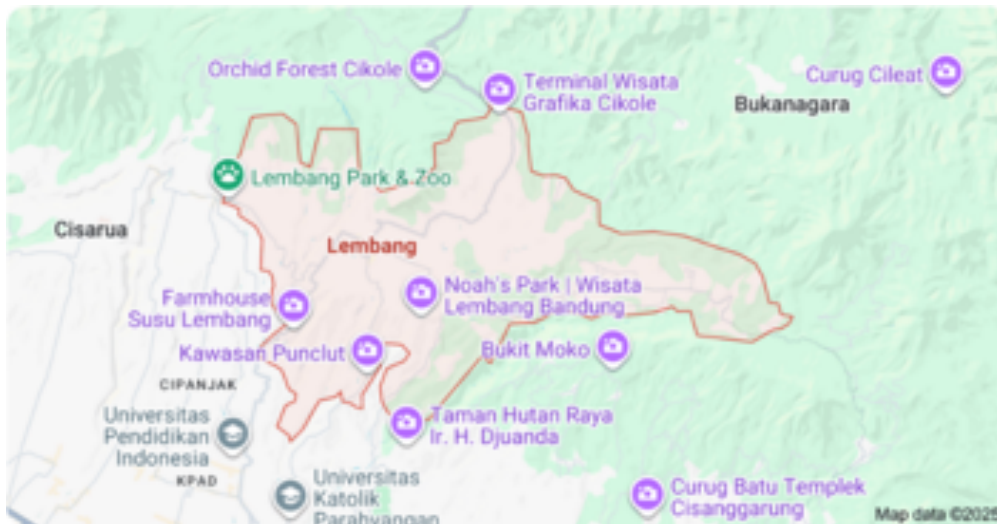 Orchid Forest Cikole
Terminal Wisata
Grafika Cikole
Curug Cileat
Bukanagara
Lembang Park & Zoo
Cisarua
Lembang
Noah's Park | Wisata
Lembang Bandung
Farmhouse
Susu Lembang
Kawasan Punclut
Bukit Moko
CIPANJAK
Universitas
Pendidikan
Indonesia
Taman Hutan Raya
Ir. H. Djuanda
KPAD
Universitas
Katolik
Parahyangan
Curug Batu Templek
Cisanggarung
Map data ©2025